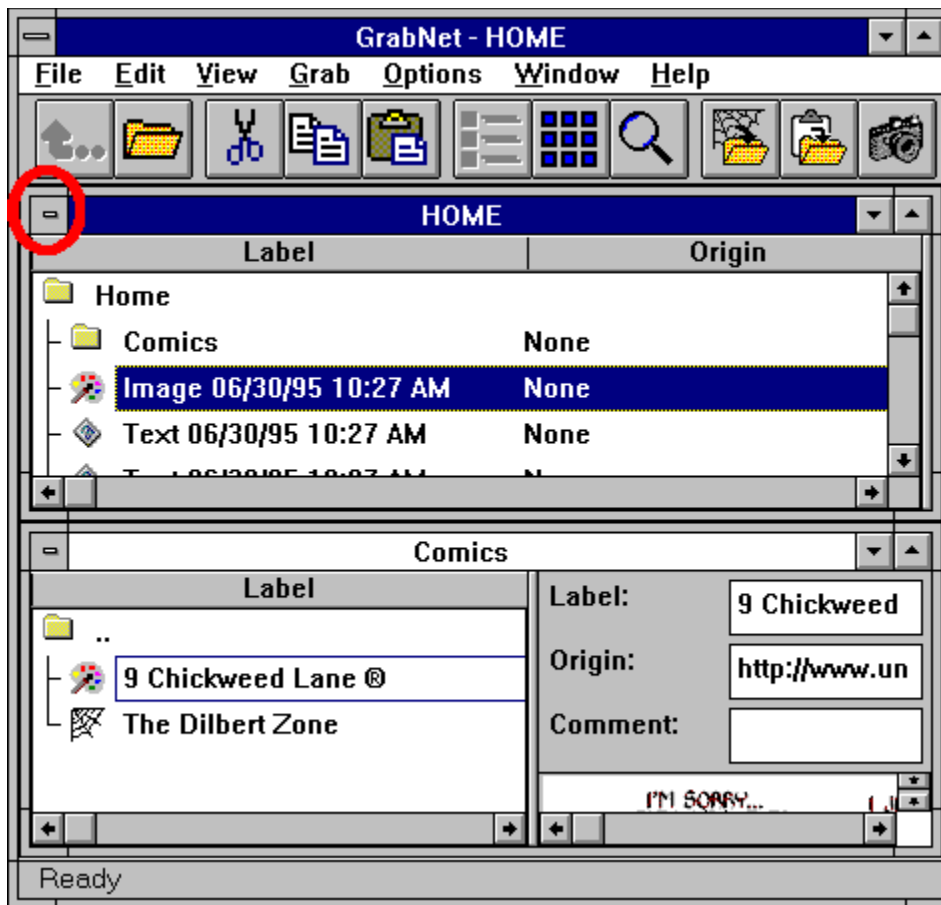 GrabNet - HOME
File Edit View Grab Options Window Help
HOME
Label Origin
Home
Comics None
Image 06/30/95 10:27 AM None
Text 06/30/95 10:27 AM None
Comics
Label
..
9 Chickweed Lane ®
The Dilbert Zone
Label: 9 Chickweed
Origin: http://www.un
Comment:
I'M SORRY...
Ready